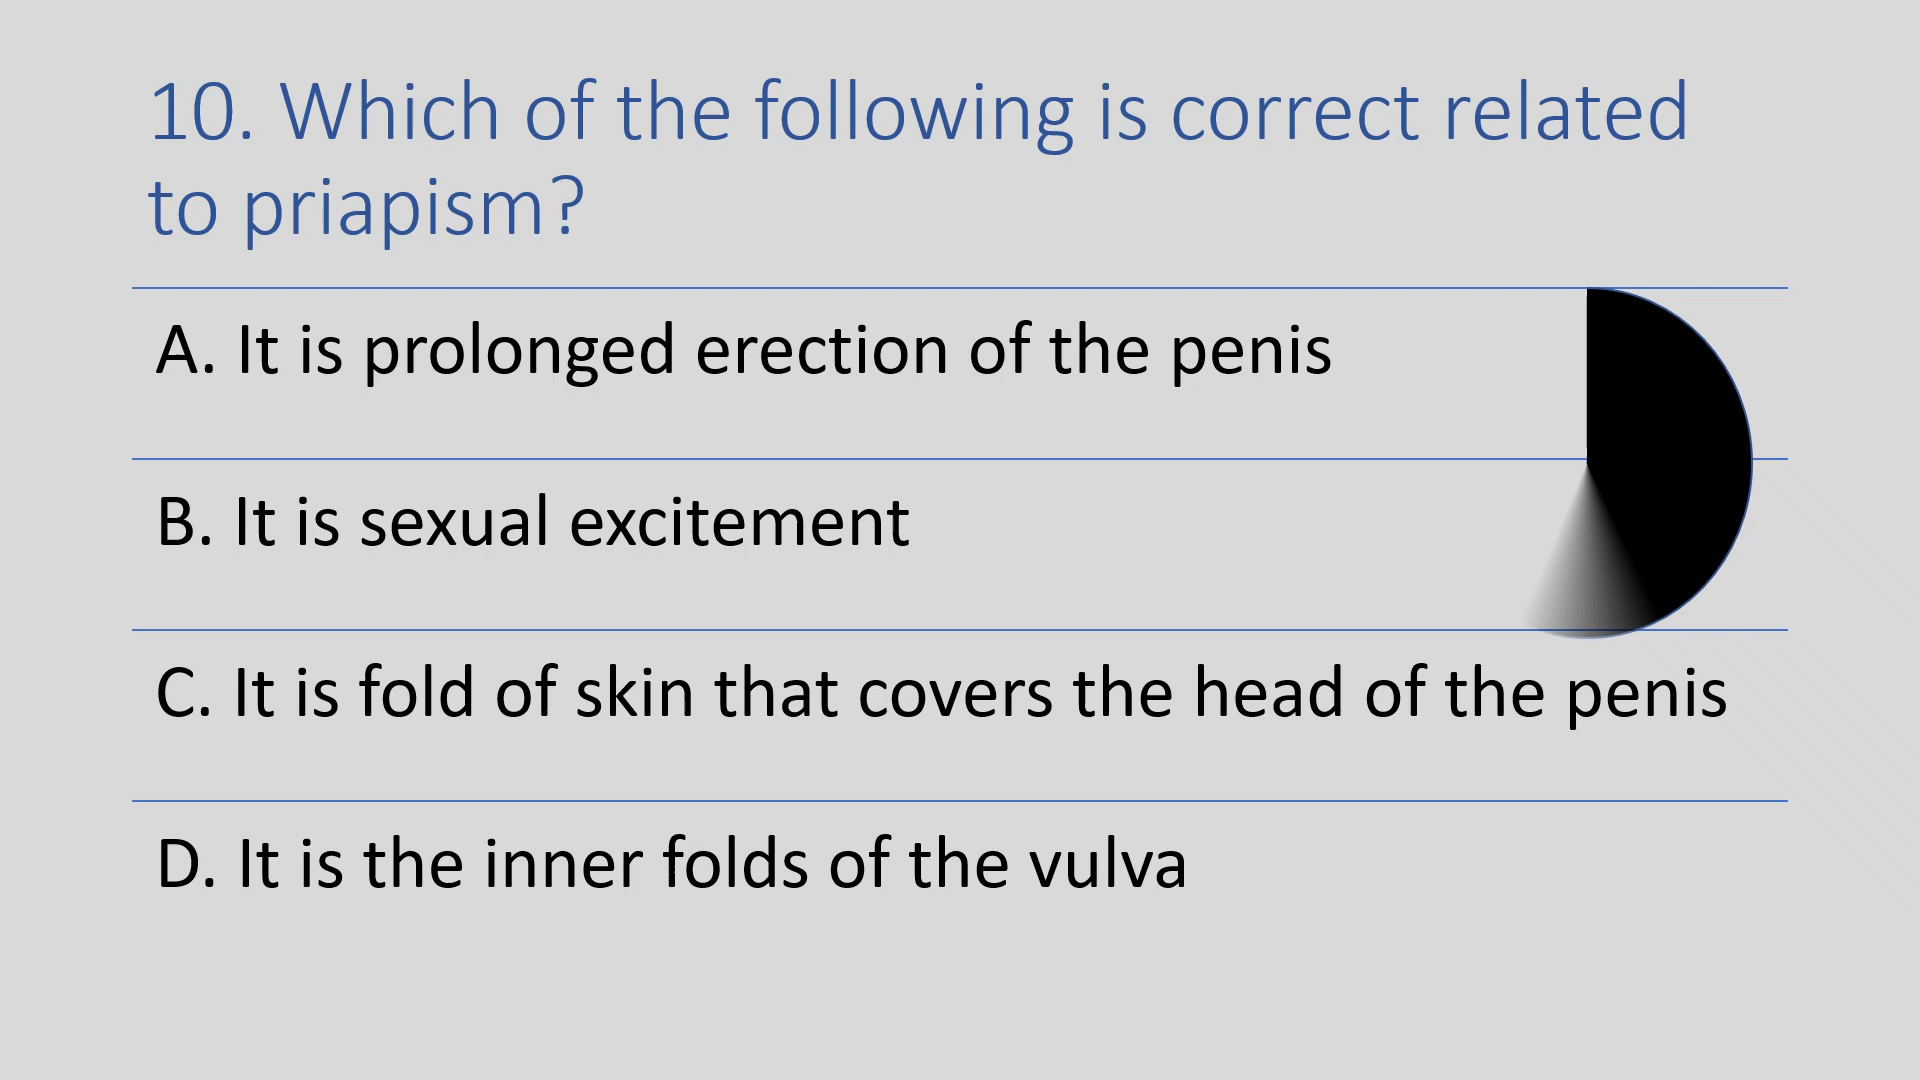 10. Which of the following is correct related
to priapism?
A. It is prolonged erection of the penis
B. It is sexual excitement
C. It is fold of skin that covers the head of the penis
D. It is the inner folds of the vulva